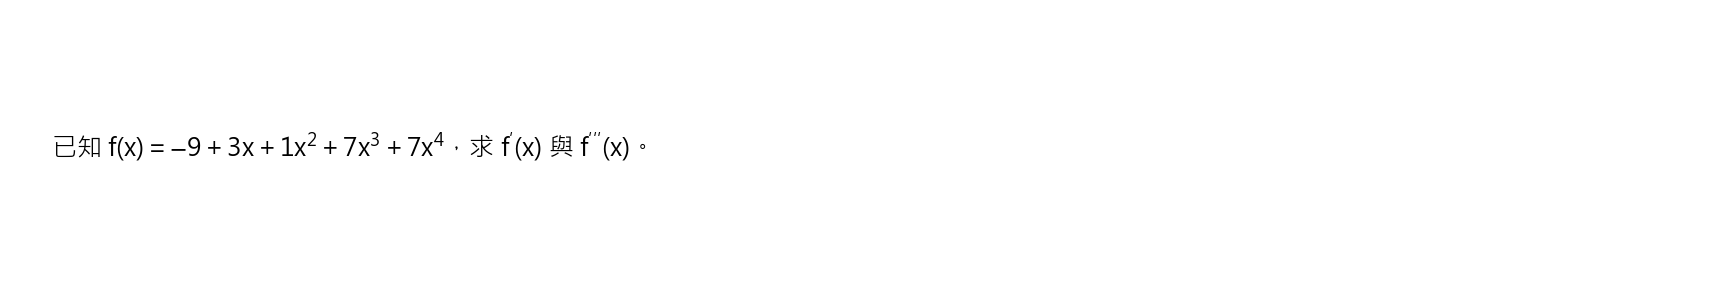 已知 f(x) = –9 + 3x + 1x² + 7x³ + 7x⁴，求 f′(x) 與 f′′′(x)。